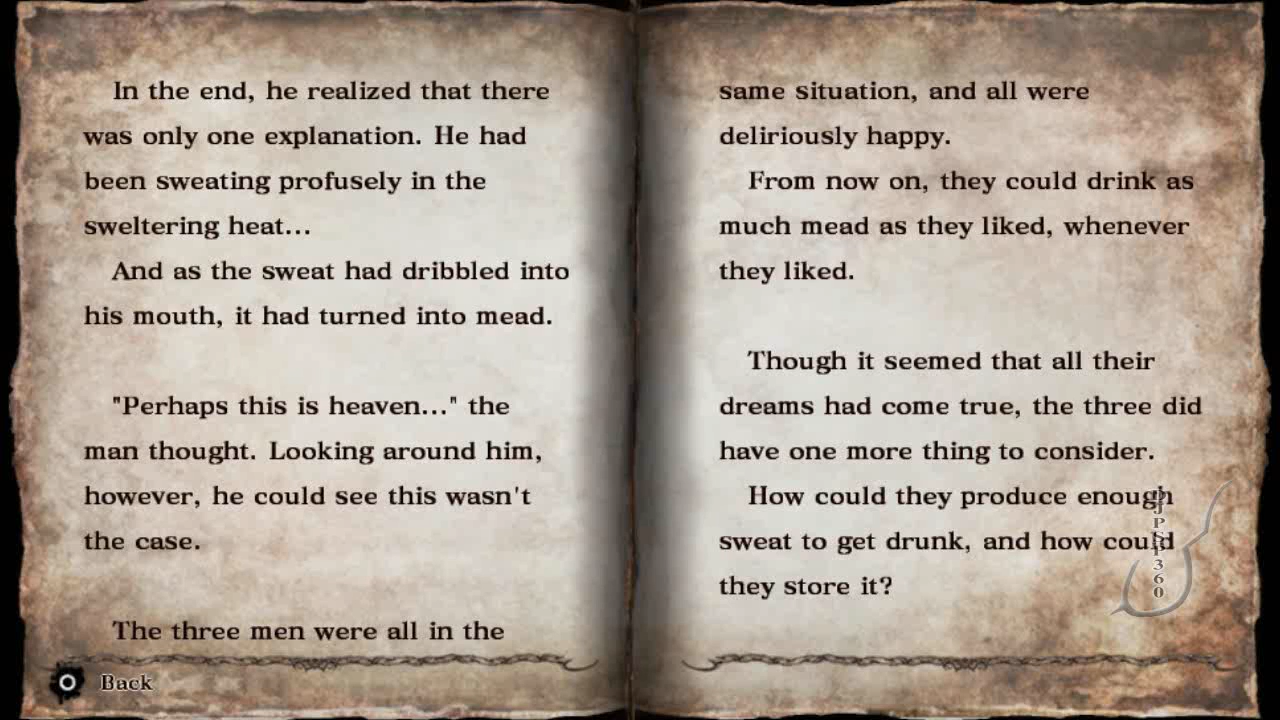 In the end, he realized that there
was only one explanation. He had
been sweating profusely in the
sweltering heat...
And as the sweat had dribbled into
his mouth, it had turned into mead.
"Perhaps this is heaven..." the
man thought. Looking around him,
however, he could see this wasn't
the case.
The three men were all in the
same situation, and all were
deliriously happy.
From now on, they could drink as
much mead as they liked, whenever
they liked.
Though it seemed that all their
dreams had come true, the three did
have one more thing to consider.
How could they produce enough
sweat to get drunk, and how could
they store it?
Back